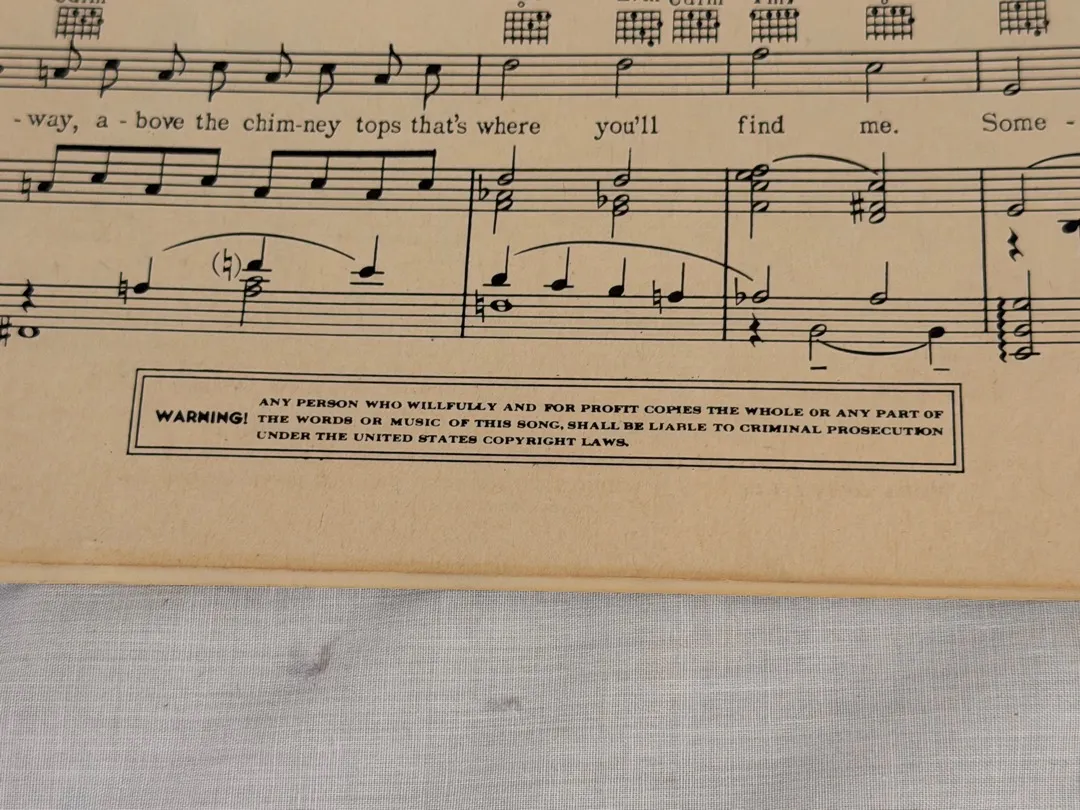 -way, a - bove the chim-ney tops that's where you'll find me. Some -
WARNING! ANY PERSON WHO WILLFULLY AND FOR PROFIT COPIES THE WHOLE OR ANY PART OF
THE WORDS OR MUSIC OF THIS SONG, SHALL BE LIABLE TO CRIMINAL PROSECUTION
UNDER THE UNITED STATES COPYRIGHT LAWS.